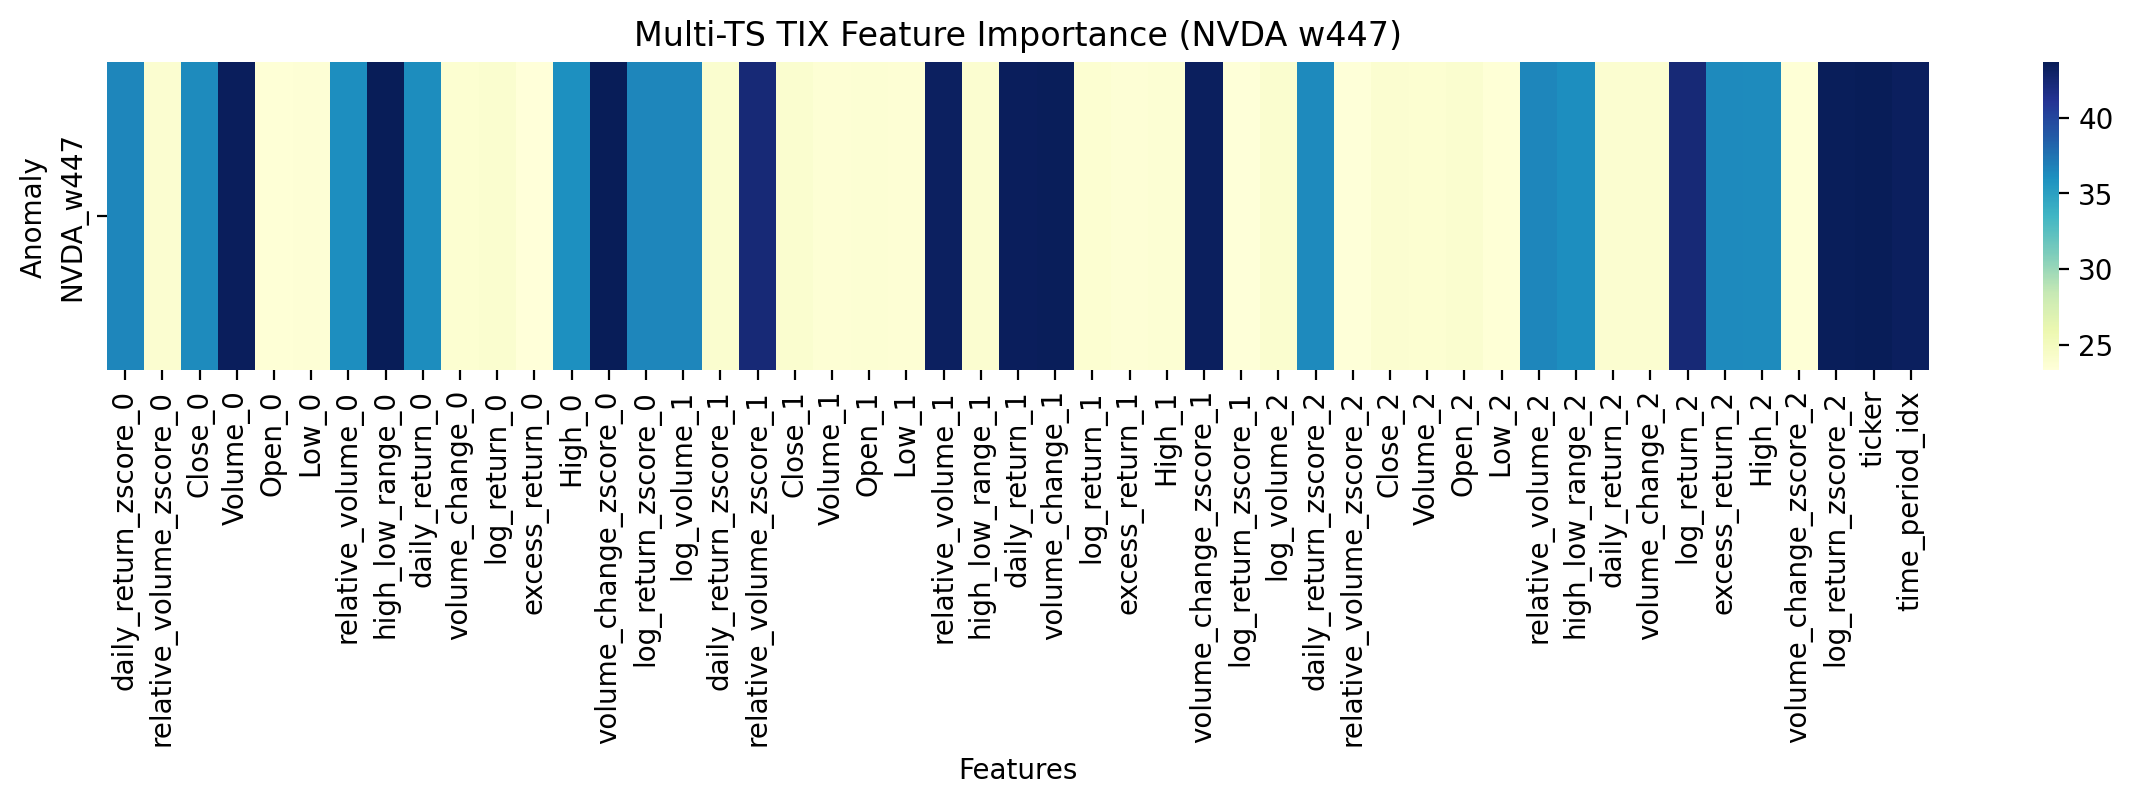 Multi-TS TIX Feature Importance (NVDA w447)
Anomaly
NVDA_w447
40
35
30
25
daily_return_zscore_0
relative_volume_zscore_0
Close_0
Volume_0
Open_0
Low_0
relative_volume_0
high_low_range_0
daily_return_0
volume_change_0
log_return_0
excess_return_0
High_0
volume_change_zscore_0
log_return_zscore_0
log_volume_1
daily_return_zscore_1
relative_volume_zscore_1
Close_1
Volume_1
Open_1
Low_1
relative_volume_1
high_low_range_1
daily_return_1
volume_change_1
log_return_1
excess_return_1
High_1
volume_change_zscore_1
log_return_zscore_1
log_volume_2
daily_return_zscore_2
relative_volume_zscore_2
Close_2
Volume_2
Open_2
Low_2
relative_volume_2
high_low_range_2
daily_return_2
volume_change_2
log_return_2
excess_return_2
High_2
volume_change_zscore_2
log_return_zscore_2
ticker
time_period_idx
Features